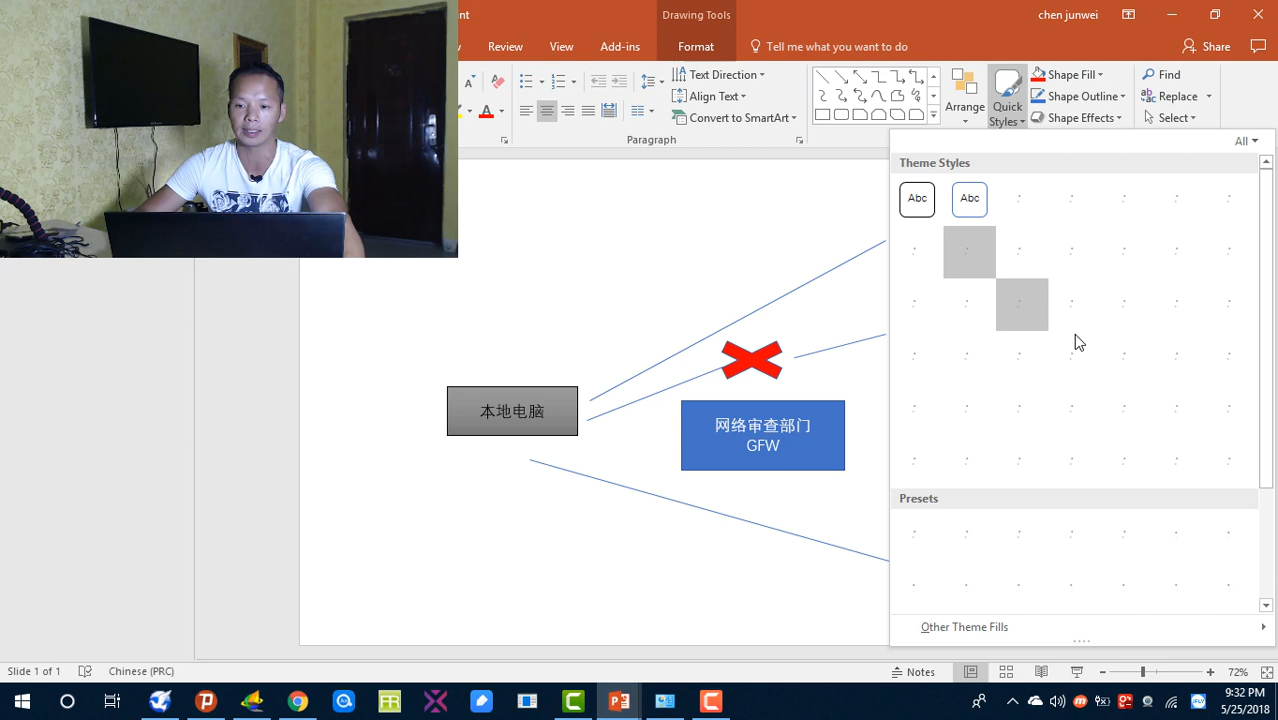 nt
Drawing Tools
chen junwei
Review
View
Add-ins
Format
Tell me what you want to do
Share
Text Direction
Align Text
Convert to SmartArt
Paragraph
Arrange
Quick
Styles
Shape Fill
Shape Outline
Shape Effects
Find
Replace
Select
All
Theme Styles
Abc
Abc
本地电脑
网络审查部门
GFW
Presets
Other Theme Fills
Slide 1 of 1
Chinese (PRC)
Notes
72%
9:32 PM
5/25/2018